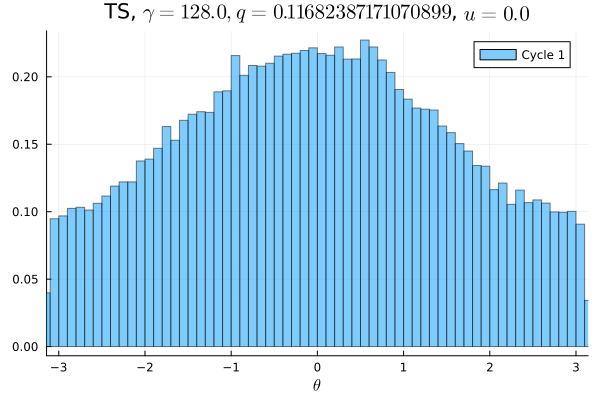 TS, γ = 128.0, q = 0.11682387171070899, u = 0.0
Cycle 1
0.20
0.15
0.10
0.05
0.00
−3 −2 −1 0 1 2 3
θ